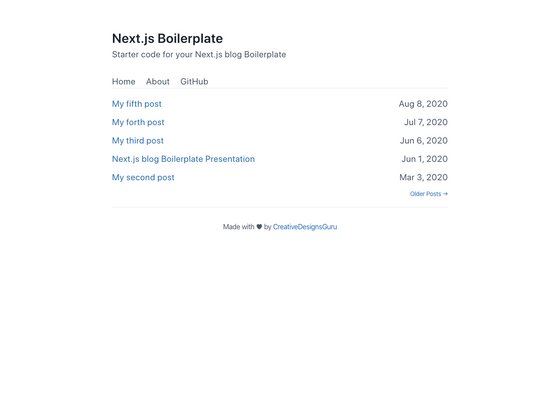 Next.js Boilerplate
Starter code for your Next.js blog Boilerplate
Home About GitHub
My fifth post Aug 8, 2020
My forth post Jul 7, 2020
My third post Jun 6, 2020
Next.js blog Boilerplate Presentation Jun 1, 2020
My second post Mar 3, 2020
Older Posts →
Made with ♥ by CreativeDesignsGuru